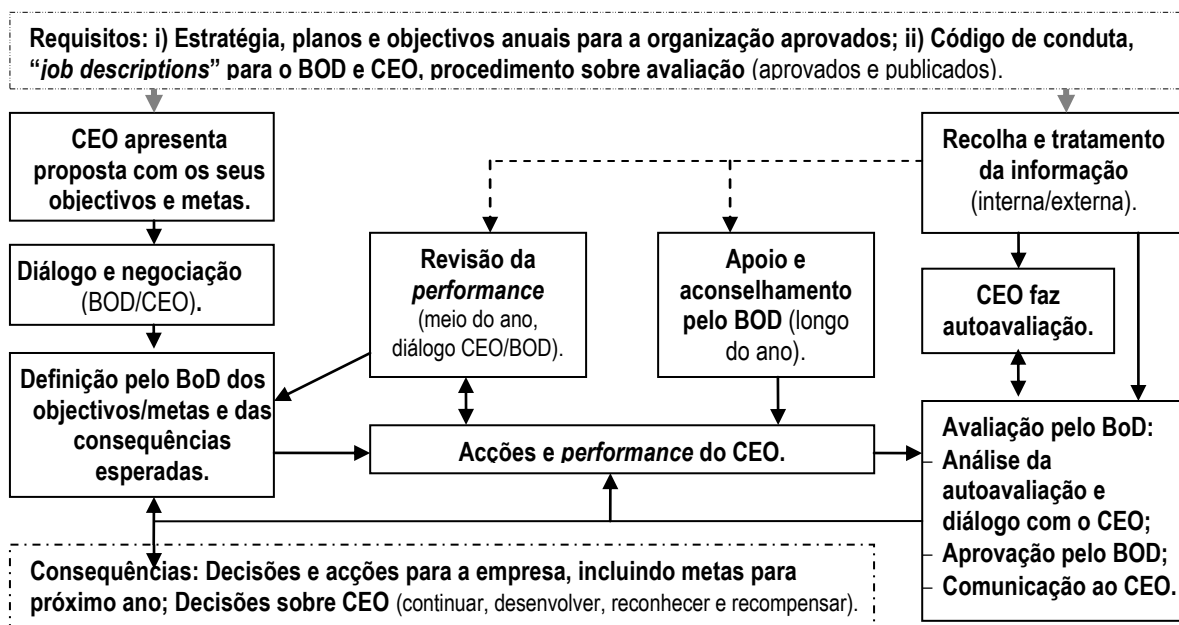 Requisitos: i) Estratégia, planos e objectivos anuais para a organização aprovados; ii) Código de conduta,
“job descriptions” para o BOD e CEO, procedimento sobre avaliação (aprovados e publicados).
CEO apresenta
proposta com os seus
objectivos e metas.
Diálogo e negociação
(BOD/CEO).
Definição pelo BoD dos
objectivos/metas e das
consequências
esperadas.
Revisão da
performance
(meio do ano,
diálogo CEO/BOD).
Apoio e
aconselhamento
pelo BOD (longo
do ano).
Recolha e tratamento
da informação
(interna/externa).
CEO faz
autoavaliação.
Acções e performance do CEO.
Avaliação pelo BoD:
– Análise da
autoavaliação e
diálogo com o CEO;
– Aprovação pelo BOD;
– Comunicação ao CEO.
Consequências: Decisões e acções para a empresa, incluindo metas para
próximo ano; Decisões sobre CEO (continuar, desenvolver, reconhecer e recompensar).